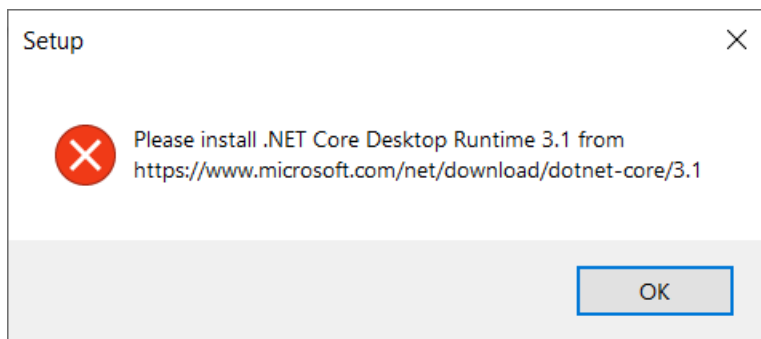 Setup
Please install .NET Core Desktop Runtime 3.1 from
https://www.microsoft.com/net/download/dotnet-core/3.1
OK